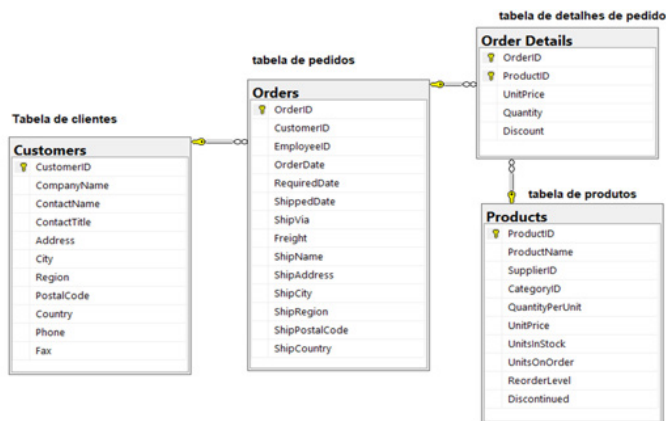 Tabela de clientes
Customers
CustomerID
CompanyName
ContactName
ContactTitle
Address
City
Region
PostalCode
Country
Phone
Fax
tabela de pedidos
Orders
OrderID
CustomerID
EmployeeID
OrderDate
RequiredDate
ShippedDate
ShipVia
Freight
ShipName
ShipAddress
ShipCity
ShipRegion
ShipPostalCode
ShipCountry
tabela de detalhes de pedido
Order Details
OrderID
ProductID
UnitPrice
Quantity
Discount
tabela de produtos
Products
ProductID
ProductName
SupplierID
CategoryID
QuantityPerUnit
UnitPrice
UnitsInStock
UnitsOnOrder
ReorderLevel
Discontinued